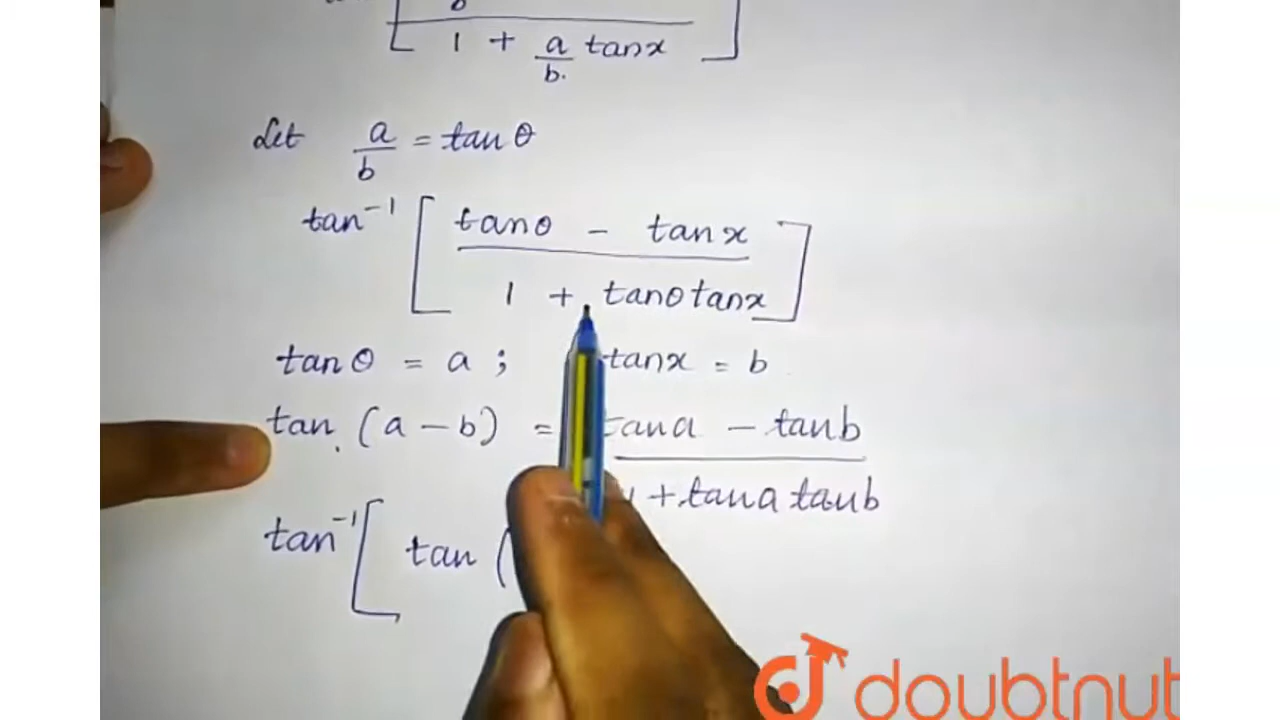 b
1 + a/b. tanx
Let a/b = tanθ
tan⁻¹ [ tanθ - tanx / 1 + tanθ tanx ]
tanθ = a ; tanx = b
tan (a - b) = tana - tanb / 1 + tana tanb
tan⁻¹ [ tan (
doubtnut